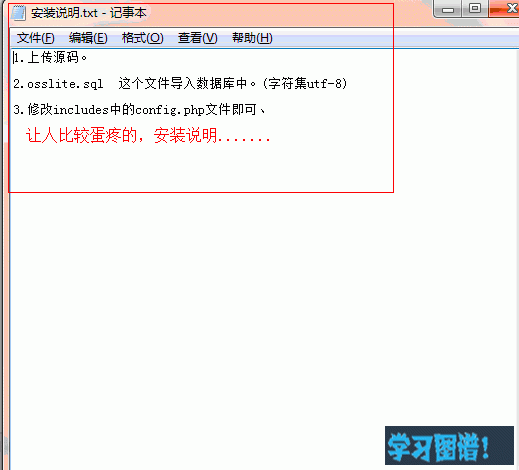 安装说明.txt - 记事本
文件(F) 编辑(E) 格式(O) 查看(V) 帮助(H)
1.上传源码。
2.osslite.sql 这个文件导入数据库中。(字符集utf-8)
3.修改includes中的config.php文件即可、
让人比较蛋疼的，安装说明.......
学习图谱！